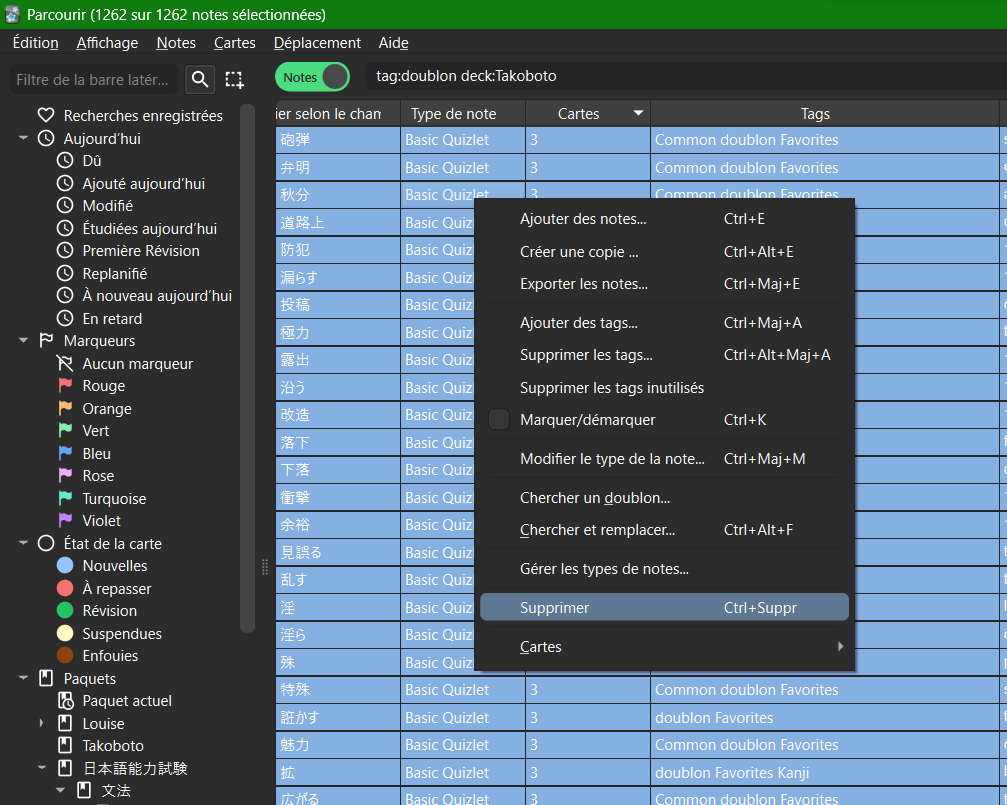 Parcourir (1262 sur 1262 notes sélectionnées)
Édition Affichage Notes Cartes Déplacement Aide
Filtre de la barre latér...
Notes
tag:doublon deck:Takoboto
Recherches enregistrées
Aujourd’hui
Dû
Ajouté aujourd’hui
Modifié
Étudiées aujourd’hui
Première Révision
Replanifié
À nouveau aujourd’hui
En retard
Marqueurs
Aucun marqueur
Rouge
Orange
Vert
Bleu
Rose
Turquoise
Violet
État de la carte
Nouvelles
À repasser
Révision
Suspendues
Enfouies
Paquets
Paquet actuel
Louise
Takoboto
日本語能力試験
文法
ier selon le chan Type de note Cartes Tags
砲弾 Basic Quizlet 3 Common doublon Favorites
弁明 Basic Quizlet 3 Common doublon Favorites
秋分 Basic Quizlet 3 Common doublon Favorites
道路上 Basic Quiz
防犯 Basic Quiz
漏らす Basic Quiz
投稿 Basic Quiz
極力 Basic Quiz
露出 Basic Quiz
沿う Basic Quiz
改造 Basic Quiz
落下 Basic Quiz
下落 Basic Quiz
衝撃 Basic Quiz
余裕 Basic Quiz
見誤る Basic Quiz
乱す Basic Quiz
淫 Basic Quiz
淫ら Basic Quiz
殊 Basic Quiz
特殊 Basic Quizlet 3 Common doublon Favorites
誑かす Basic Quizlet 3 doublon Favorites
魅力 Basic Quizlet 3 Common doublon Favorites
拡 Basic Quizlet 3 doublon Favorites Kanji
広がる Basic Quizlet 3 Common doublon Favorites
Ajouter des notes... Ctrl+E
Créer une copie ... Ctrl+Alt+E
Exporter les notes... Ctrl+Maj+E
Ajouter des tags... Ctrl+Maj+A
Supprimer les tags... Ctrl+Alt+Maj+A
Supprimer les tags inutilisés
Marquer/démarquer Ctrl+K
Modifier le type de la note... Ctrl+Maj+M
Chercher un doublon...
Chercher et remplacer... Ctrl+Alt+F
Gérer les types de notes...
Supprimer Ctrl+Suppr
Cartes